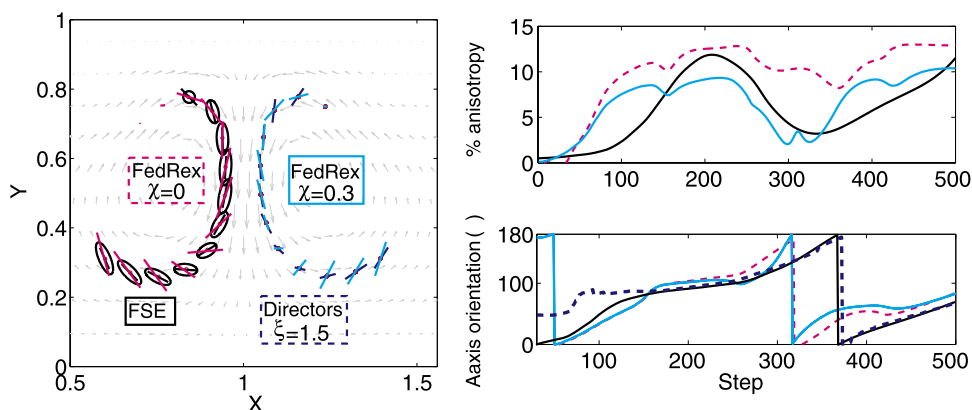 1
0.8
0.6
0.4
0.2
0
0.5
1
1.5
Y
X
FedRex
χ=0
FedRex
χ=0.3
FSE
Directors
ξ=1.5
% anisotropy
15
10
5
0
0
100
200
300
400
500
Aaxis orientation (
180
100
0
100
200
300
400
500
Step